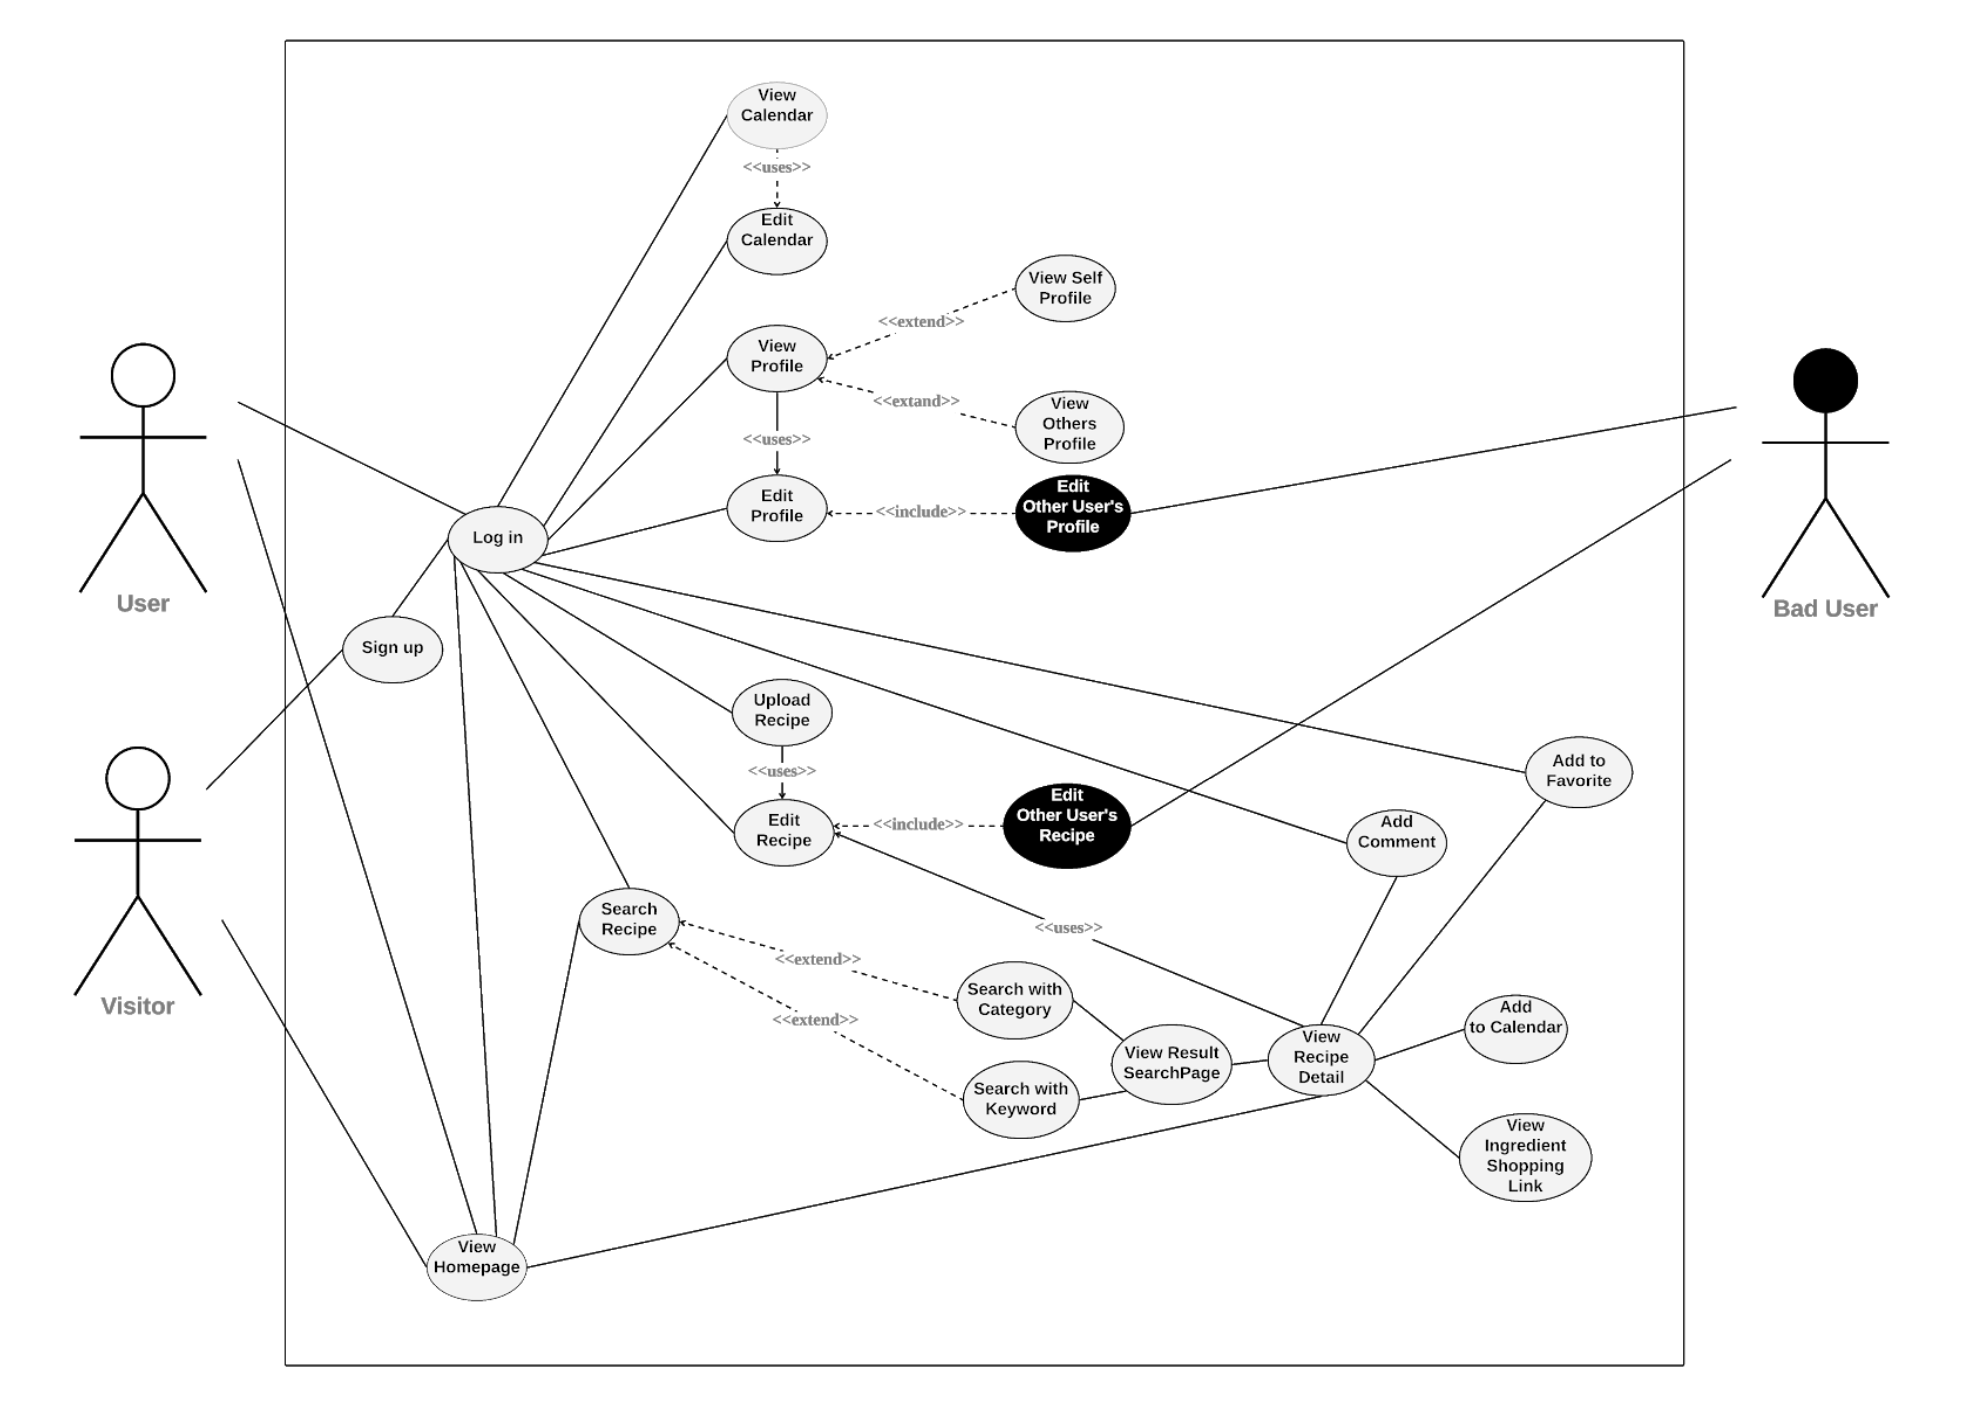 View
Calendar
<<uses>>
Edit
Calendar
View Self
Profile
<<extend>>
View
Profile
<<extand>>
View
Others
Profile
<<uses>>
Edit
Profile
<<include>>
Edit
Other User's
Profile
Log in
User
Bad User
Sign up
Upload
Recipe
<<uses>>
Edit
Recipe
<<include>>
Edit
Other User's
Recipe
Add to
Favorite
Add
Comment
Search
Recipe
<<uses>>
<<extend>>
Search with
Category
<<extend>>
Visitor
Add
to Calendar
View Result
SearchPage
View
Recipe
Detail
Search with
Keyword
View
Ingredient
Shopping
Link
View
Homepage